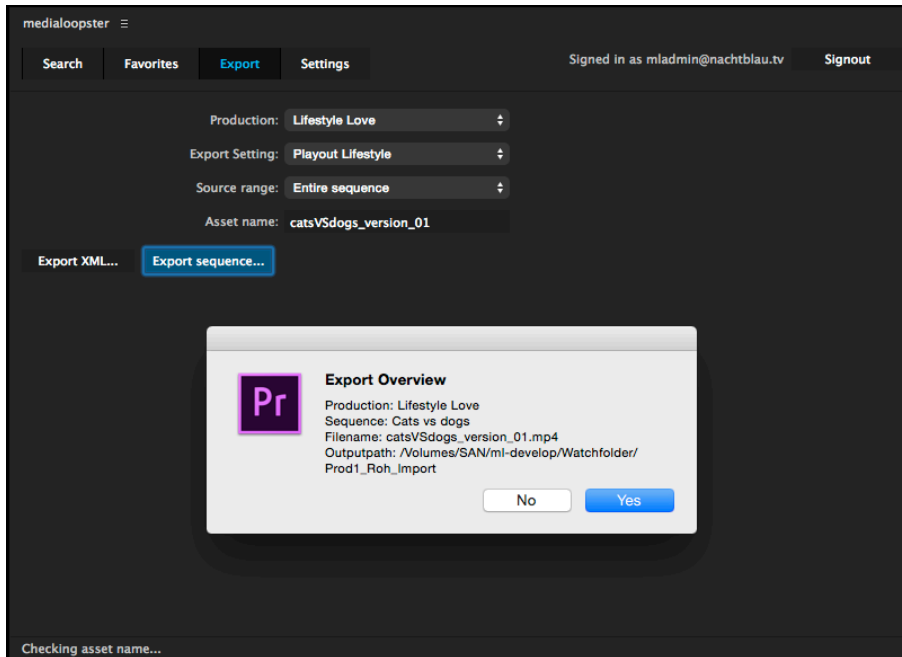 medialoopster
Search Favorites Export Settings Signed in as mladmin@nachtblau.tv Signout
Production: Lifestyle Love
Export Setting: Playout Lifestyle
Source range: Entire sequence
Asset name: catsVSdogs_version_01
Export XML... Export sequence...
Pr
Export Overview
Production: Lifestyle Love
Sequence: Cats vs dogs
Filename: catsVSdogs_version_01.mp4
Outputpath: /Volumes/SAN/ml-develop/Watchfolder/
Prod1_Roh_Import
No Yes
Checking asset name...